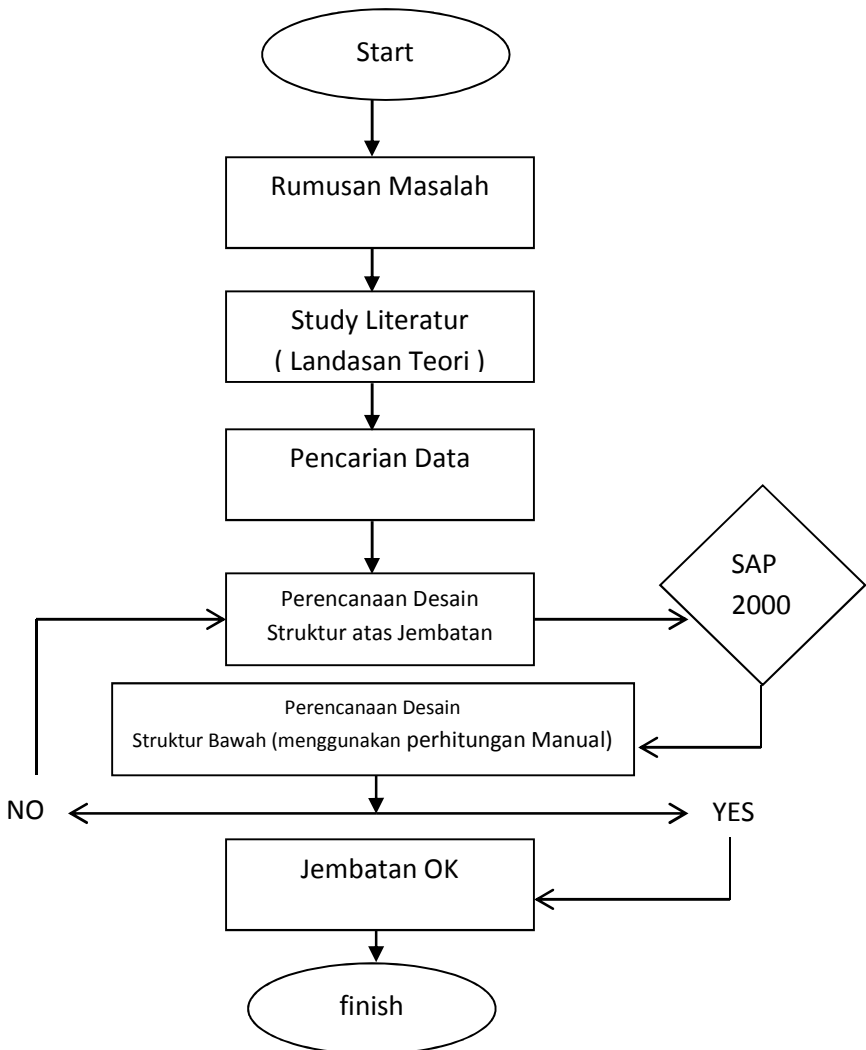 Start
Rumusan Masalah
Study Literatur
( Landasan Teori )
Pencarian Data
Perencanaan Desain
Struktur atas Jembatan
SAP
2000
Perencanaan Desain
Struktur Bawah (menggunakan perhitungan Manual)
NO
YES
Jembatan OK
finish